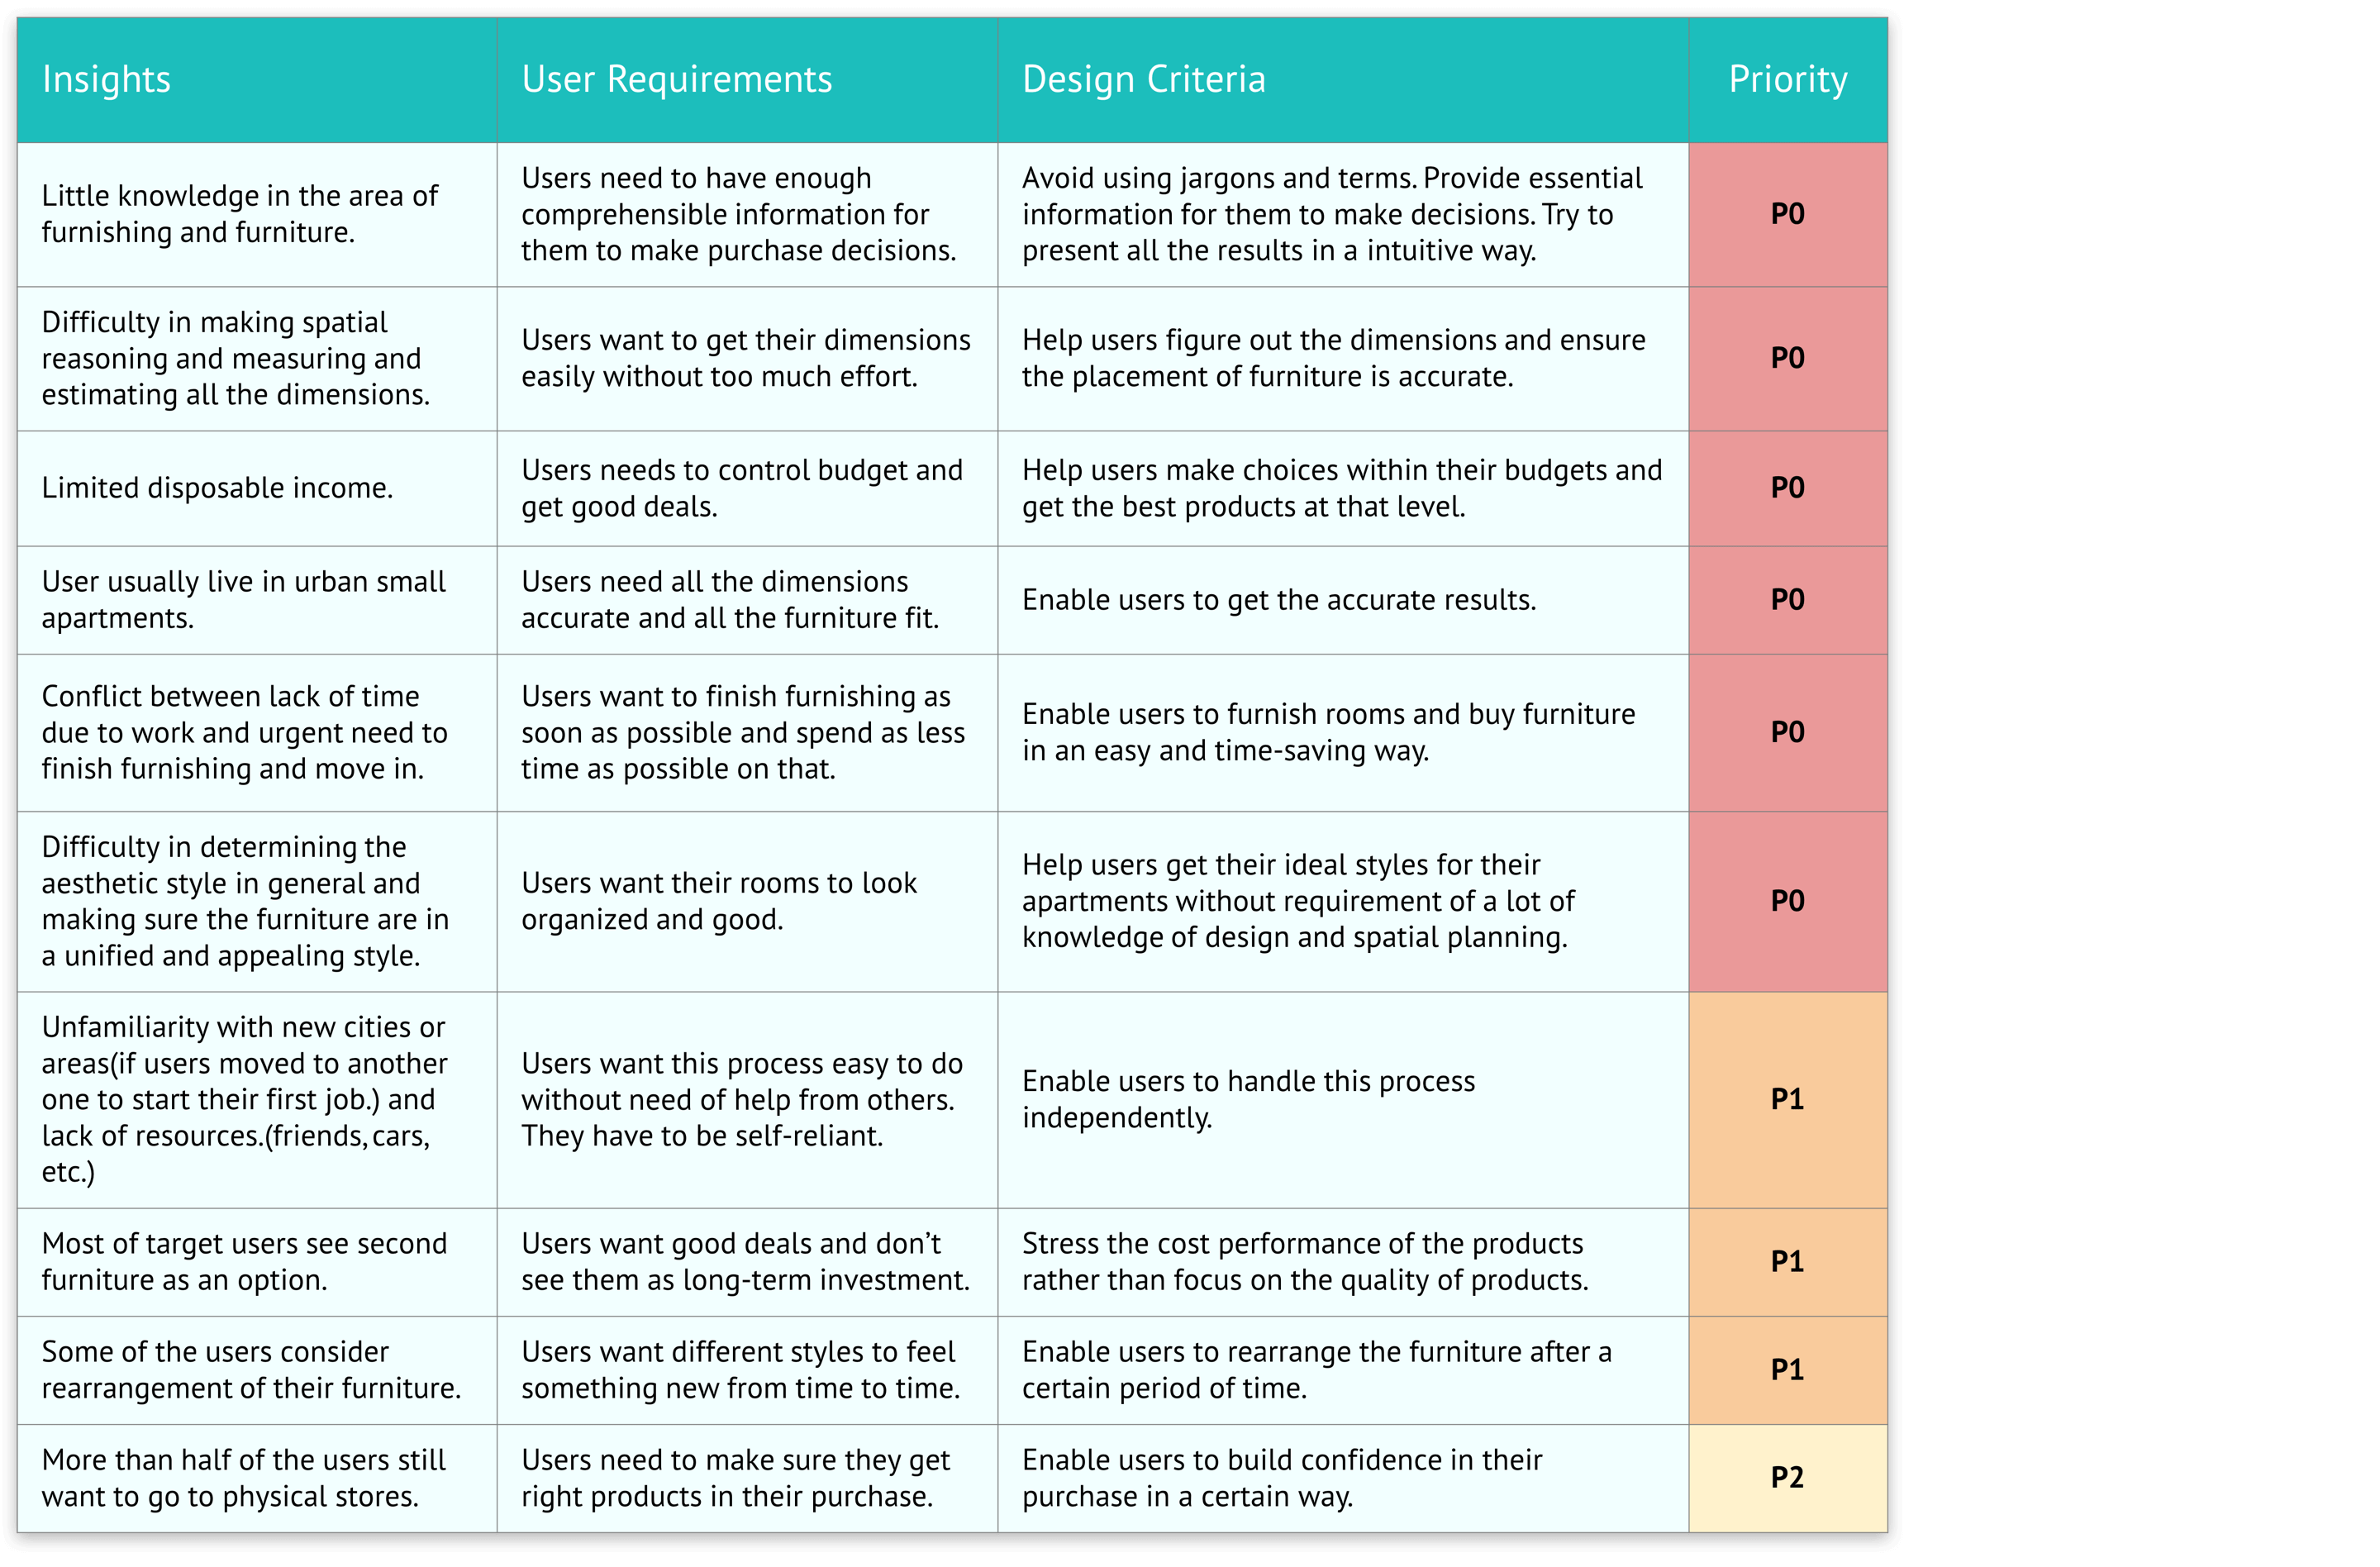 Insights
User Requirements
Design Criteria
Priority
Little knowledge in the area of
furnishing and furniture.
Users need to have enough
comprehensible information for
them to make purchase decisions.
Avoid using jargons and terms. Provide essential
information for them to make decisions. Try to
present all the results in a intuitive way.
P0
Difficulty in making spatial
reasoning and measuring and
estimating all the dimensions.
Users want to get their dimensions
easily without too much effort.
Help users figure out the dimensions and ensure
the placement of furniture is accurate.
P0
Limited disposable income.
Users needs to control budget and
get good deals.
Help users make choices within their budgets and
get the best products at that level.
P0
User usually live in urban small
apartments.
Users need all the dimensions
accurate and all the furniture fit.
Enable users to get the accurate results.
P0
Conflict between lack of time
due to work and urgent need to
finish furnishing and move in.
Users want to finish furnishing as
soon as possible and spend as less
time as possible on that.
Enable users to furnish rooms and buy furniture
in an easy and time-saving way.
P0
Difficulty in determining the
aesthetic style in general and
making sure the furniture are in
a unified and appealing style.
Users want their rooms to look
organized and good.
Help users get their ideal styles for their
apartments without requirement of a lot of
knowledge of design and spatial planning.
P0
Unfamiliarity with new cities or
areas(if users moved to another
one to start their first job.) and
lack of resources.(friends, cars,
etc.)
Users want this process easy to do
without need of help from others.
They have to be self-reliant.
Enable users to handle this process
independently.
P1
Most of target users see second
furniture as an option.
Users want good deals and don’t
see them as long-term investment.
Stress the cost performance of the products
rather than focus on the quality of products.
P1
Some of the users consider
rearrangement of their furniture.
Users want different styles to feel
something new from time to time.
Enable users to rearrange the furniture after a
certain period of time.
P1
More than half of the users still
want to go to physical stores.
Users need to make sure they get
right products in their purchase.
Enable users to build confidence in their
purchase in a certain way.
P2